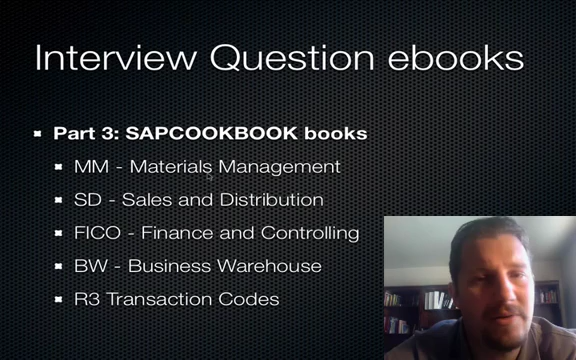 Interview Question ebooks
Part 3: SAPCOOKBOOK books
MM - Materials Management
SD - Sales and Distribution
FICO - Finance and Controlling
BW - Business Warehouse
R3 Transaction Codes